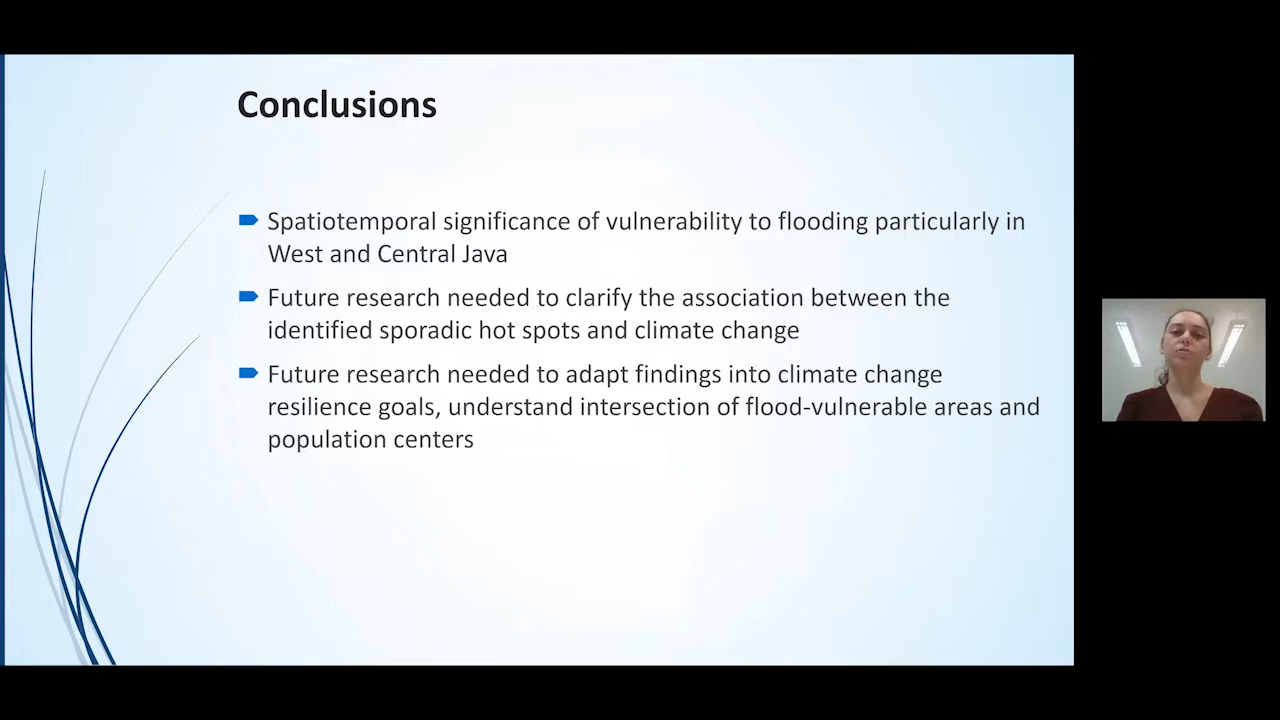 Conclusions
Spatiotemporal significance of vulnerability to flooding particularly in
West and Central Java
Future research needed to clarify the association between the
identified sporadic hot spots and climate change
Future research needed to adapt findings into climate change
resilience goals, understand intersection of flood-vulnerable areas and
population centers